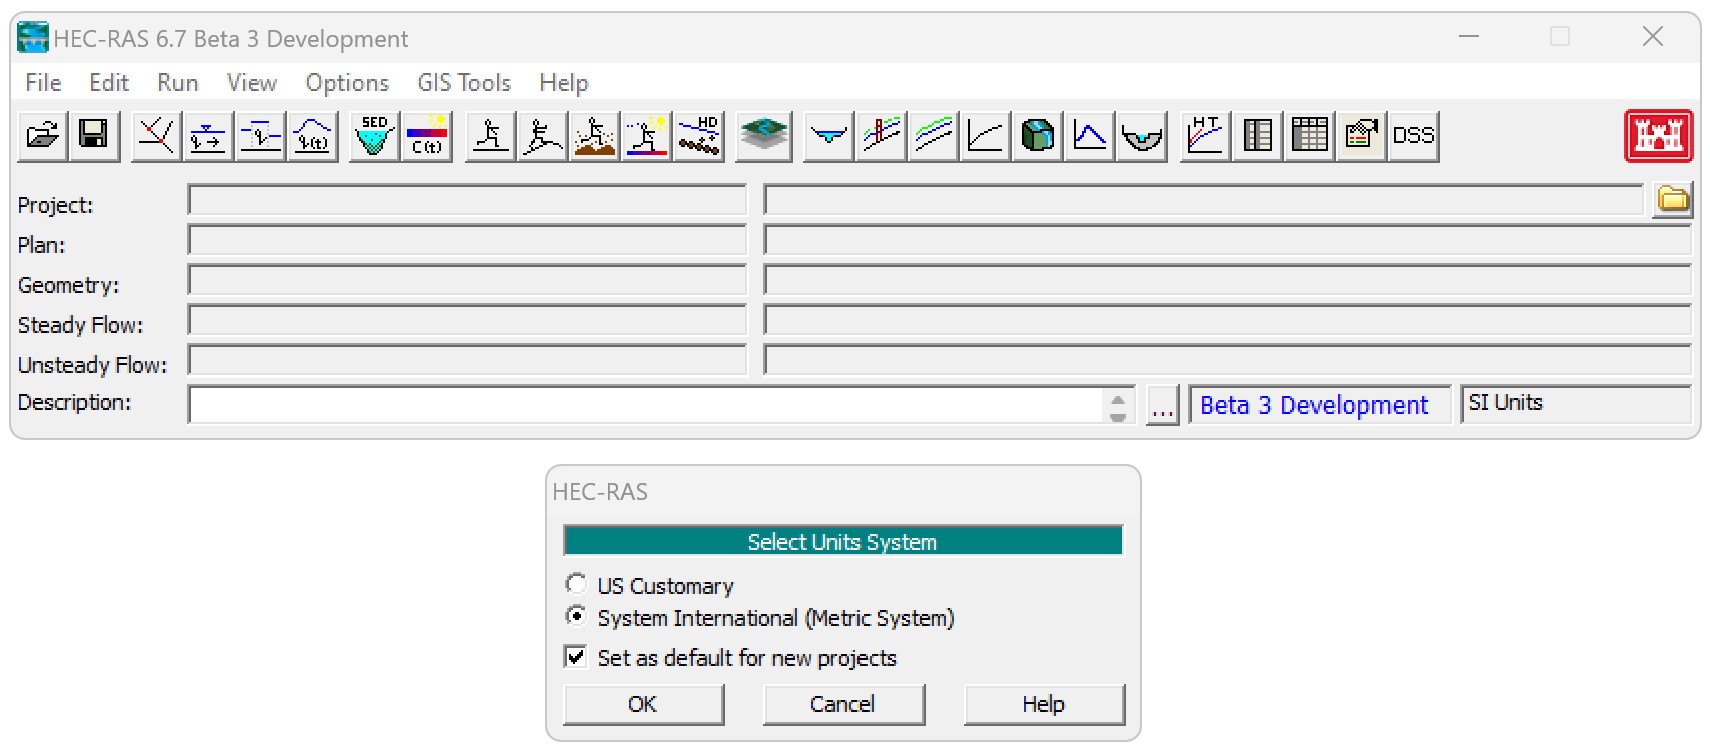 HEC-RAS 6.7 Beta 3 Development
File Edit Run View Options GIS Tools Help
SED C(t) HD HT DSS
Project:
Plan:
Geometry:
Steady Flow:
Unsteady Flow:
Description: ... Beta 3 Development SI Units
HEC-RAS
Select Units System
US Customary
System International (Metric System)
Set as default for new projects
OK Cancel Help